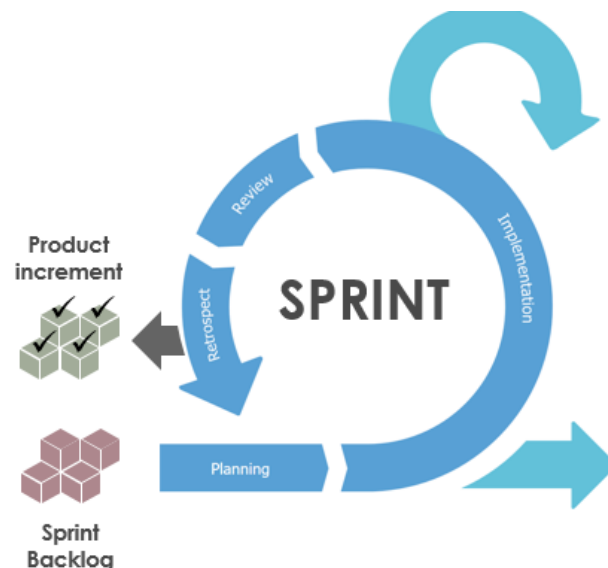 Review
Implementation
Product
increment
SPRINT
Retrospect
Planning
Sprint
Backlog